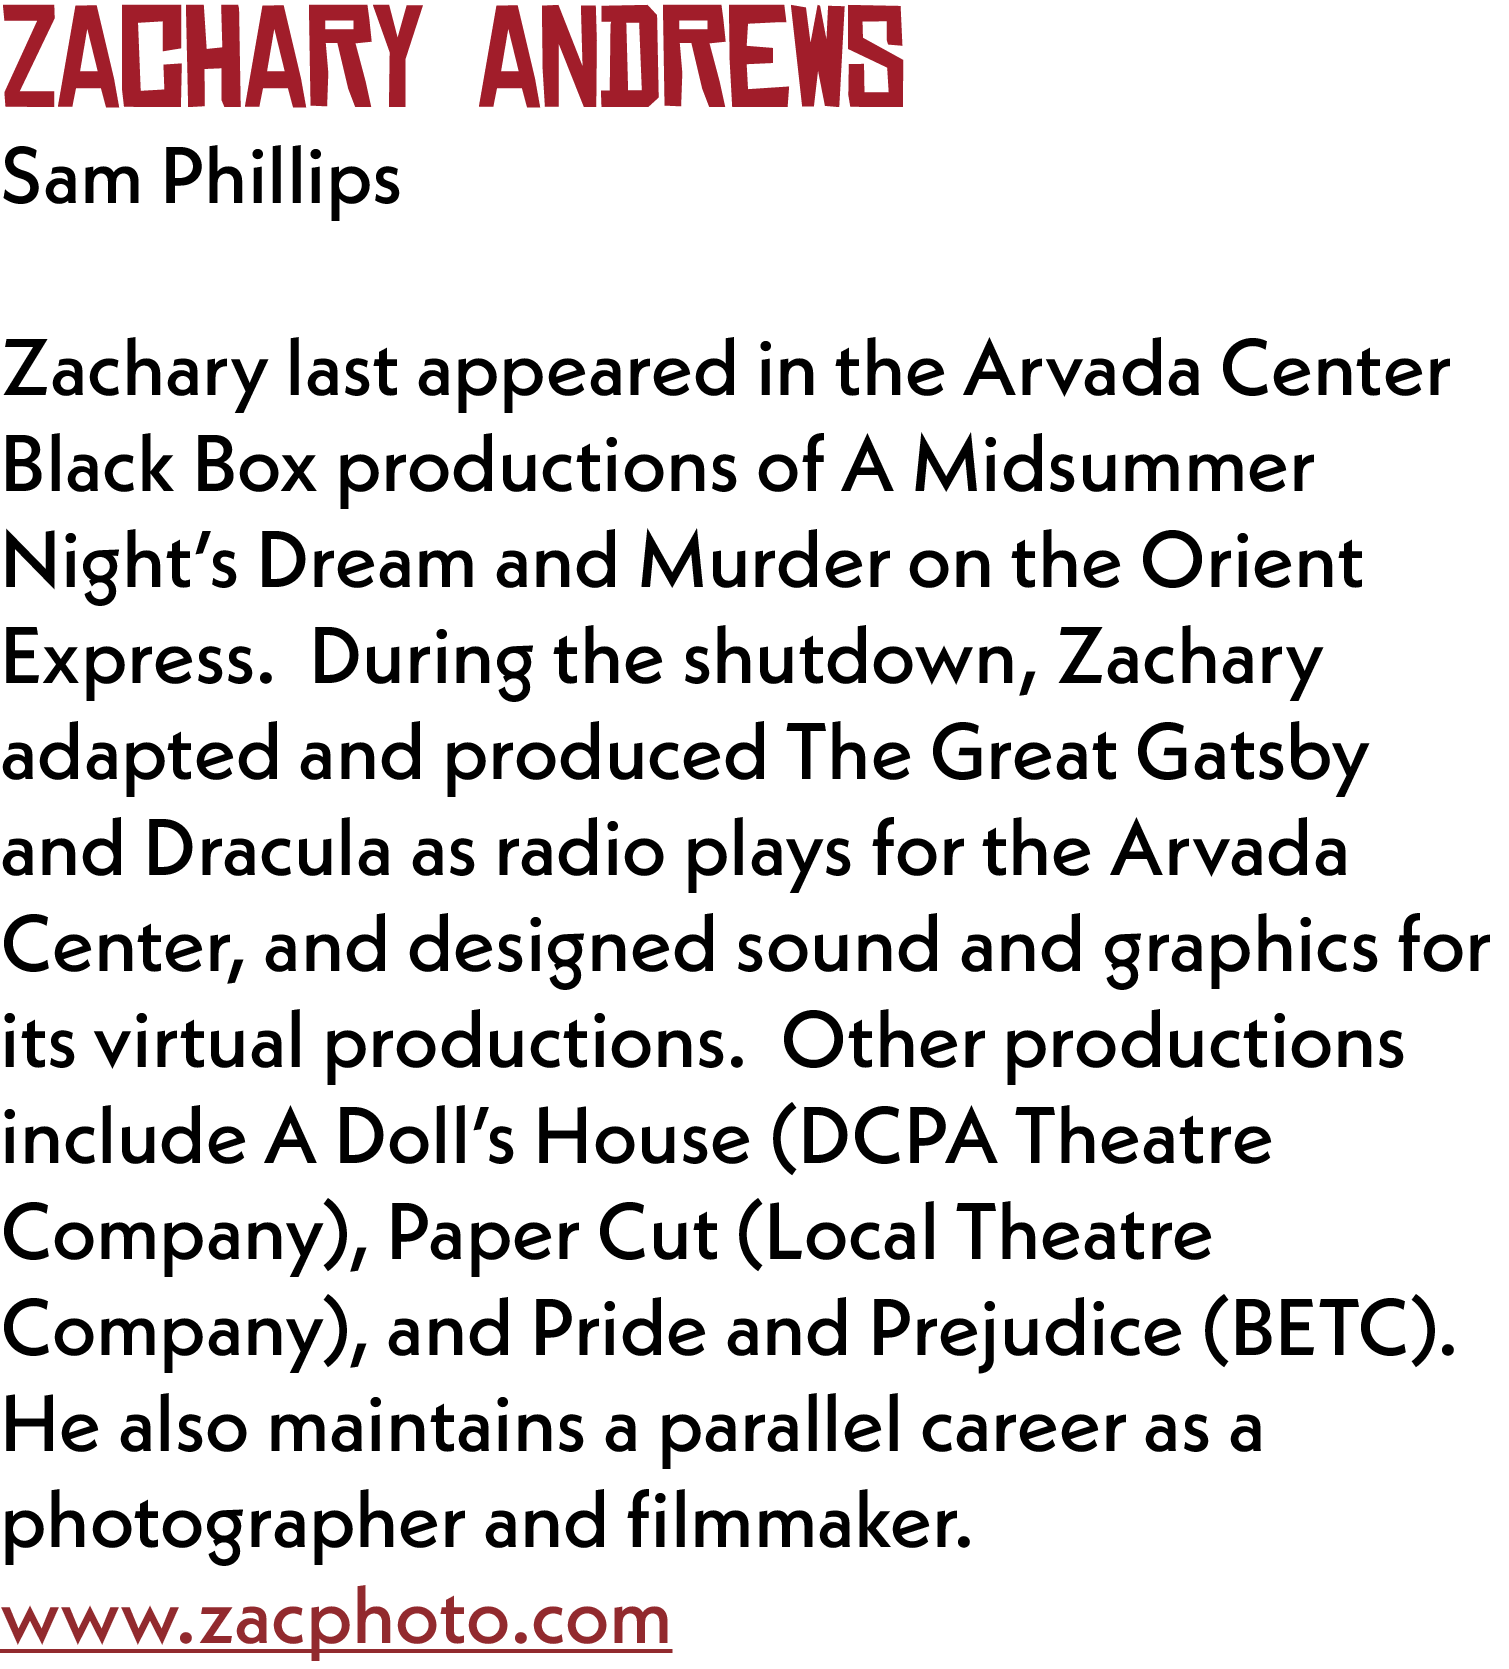 ZACHARY ANDREWS
Sam Phillips
Zachary last appeared in the Arvada Center
Black Box productions of A Midsummer
Night’s Dream and Murder on the Orient
Express.  During the shutdown, Zachary
adapted and produced The Great Gatsby
and Dracula as radio plays for the Arvada
Center, and designed sound and graphics for
its virtual productions.  Other productions
include A Doll’s House (DCPA Theatre
Company), Paper Cut (Local Theatre
Company), and Pride and Prejudice (BETC).
He also maintains a parallel career as a
photographer and filmmaker.
www.zacphoto.com